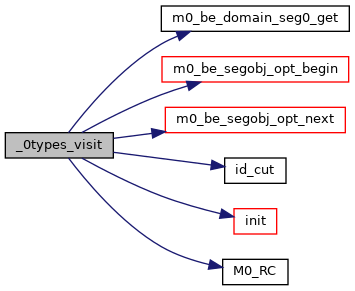 m0_be_domain_seg0_get
m0_be_segobj_opt_begin
m0_be_segobj_opt_next
_0types_visit
id_cut
init
M0_RC